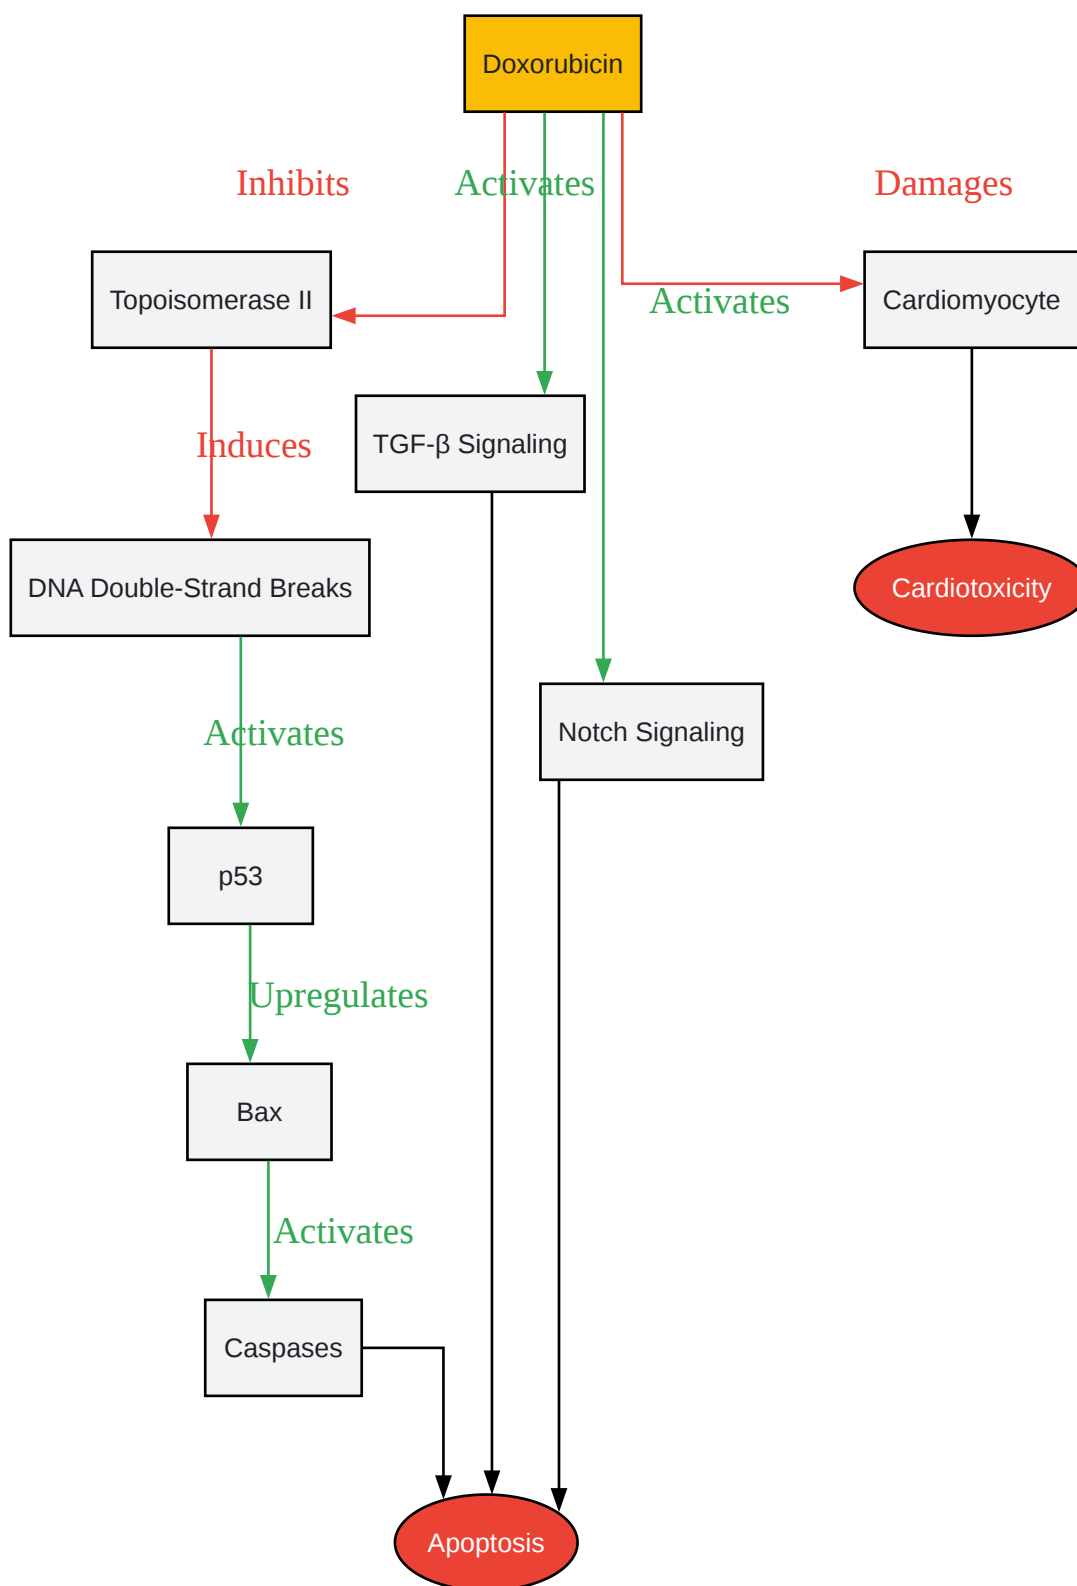 Doxorubicin
Inhibits
Activates
Damages
Topoisomerase II
Activates
Cardiomyocyte
Induces
TGF-β Signaling
DNA Double-Strand Breaks
Cardiotoxicity
Activates
Notch Signaling
p53
Upregulates
Bax
Activates
Caspases
Apoptosis